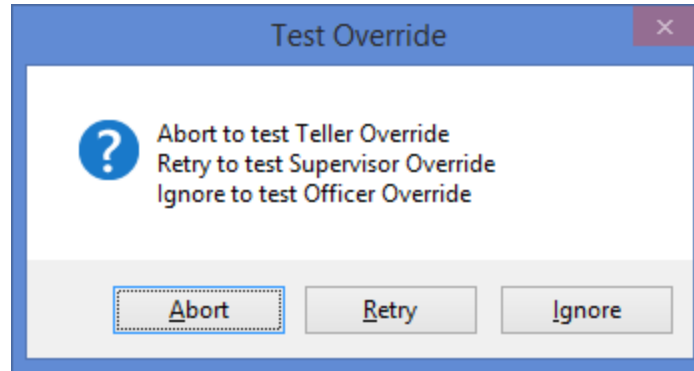 Test Override
Abort to test Teller Override
Retry to test Supervisor Override
Ignore to test Officer Override
Abort
Retry
Ignore